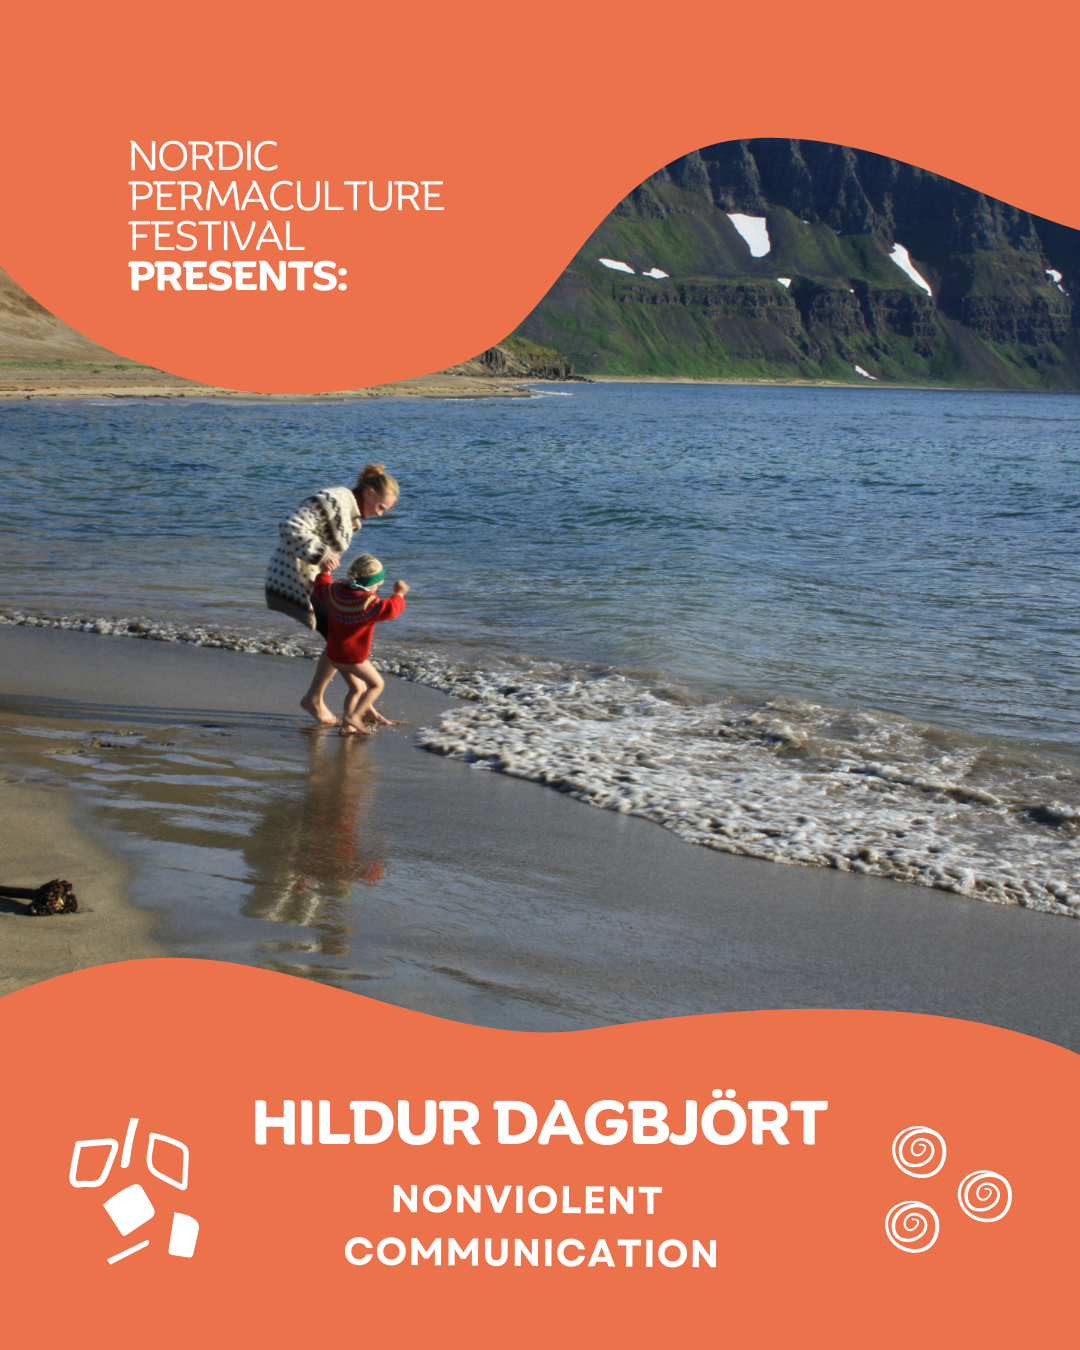 NORDIC
PERMACULTURE
FESTIVAL
PRESENTS:
HILDUR DAGBJÖRT
NONVIOLENT
COMMUNICATION